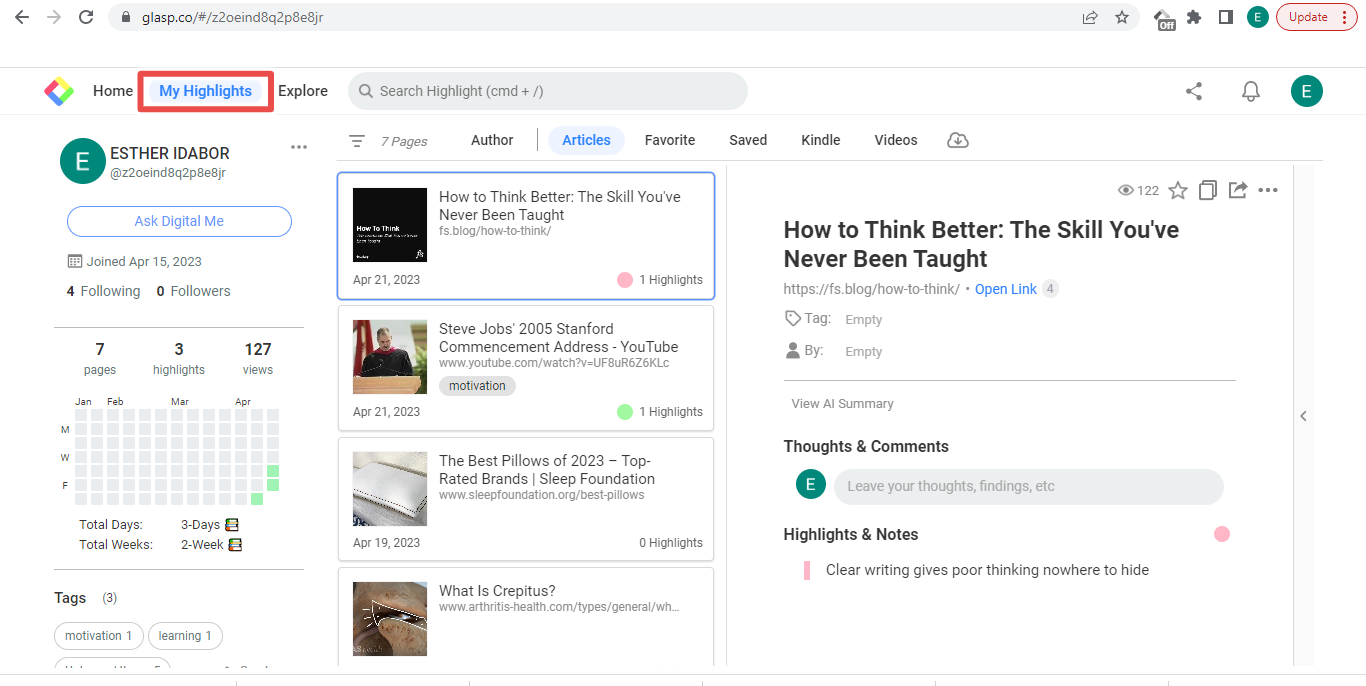 glasp.co/#/z2oeind8q2p8e8jr
Off
E
Update
Home
My Highlights
Explore
Search Highlight (cmd + /)
E
E
ESTHER IDABOR
@z2oeind8q2p8e8jr
Ask Digital Me
Joined Apr 15, 2023
4 Following 0 Followers
7 3 127
pages highlights views
Jan Feb Mar Apr
M
W
F
Total Days: 3-Days
Total Weeks: 2-Week
Tags (3)
motivation 1 learning 1
7 Pages
Author
Articles
Favorite
Saved
Kindle
Videos
How To Think
How to Think Better: The Skill You've
Never Been Taught
fs.blog/how-to-think/
Apr 21, 2023
1 Highlights
Steve Jobs' 2005 Stanford
Commencement Address - YouTube
www.youtube.com/watch?v=UF8uR6Z6KLc
motivation
Apr 21, 2023
1 Highlights
The Best Pillows of 2023 – Top-
Rated Brands | Sleep Foundation
www.sleepfoundation.org/best-pillows
Apr 19, 2023
0 Highlights
What Is Crepitus?
www.arthritis-health.com/types/general/wh...
122
How to Think Better: The Skill You've
Never Been Taught
https://fs.blog/how-to-think/ • Open Link 4
Tag: Empty
By: Empty
View AI Summary
Thoughts & Comments
E
Leave your thoughts, findings, etc
Highlights & Notes
Clear writing gives poor thinking nowhere to hide